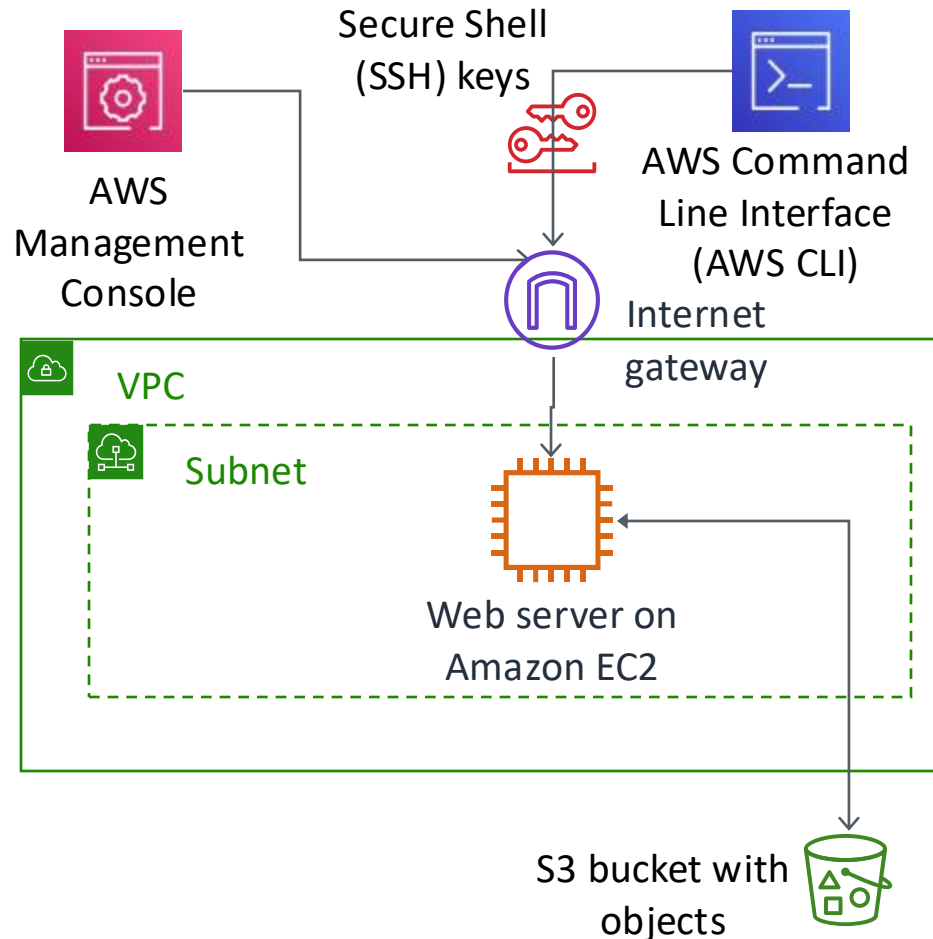 Secure Shell
(SSH) keys
AWS
Management
Console
AWS Command
Line Interface
(AWS CLI)
Internet
gateway
VPC
Subnet
Web server on
Amazon EC2
S3 bucket with
objects